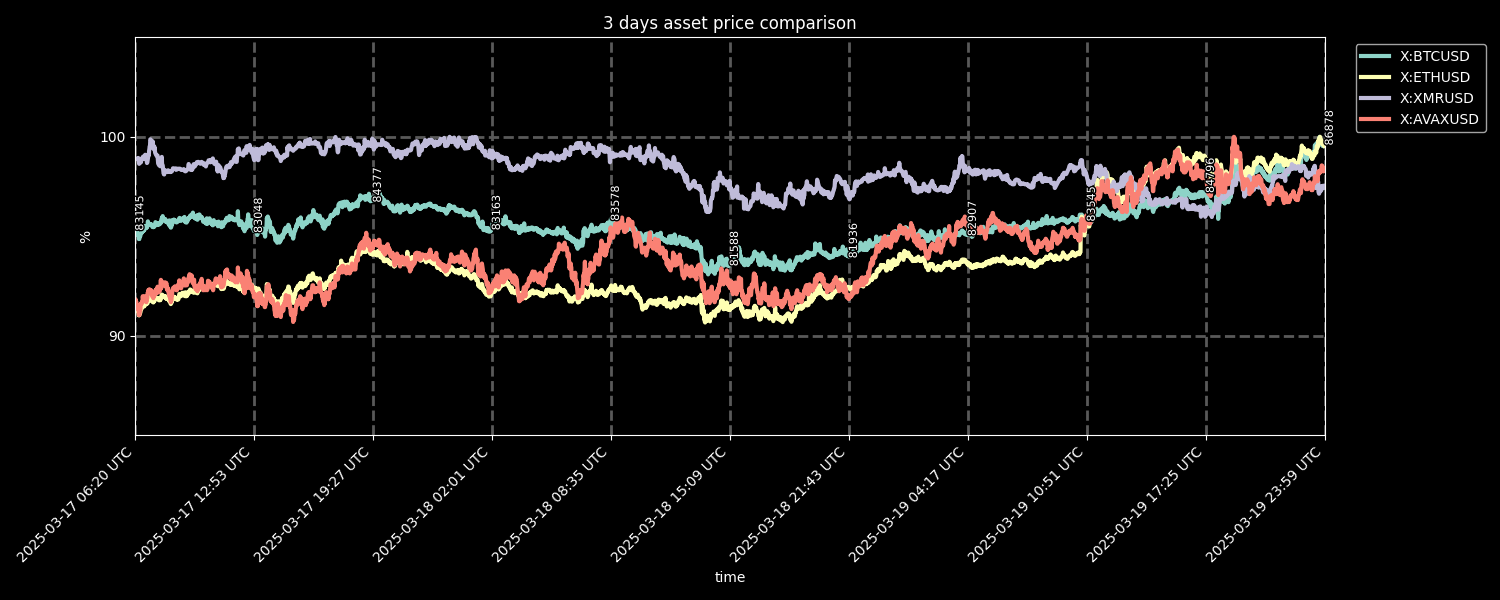 3 days asset price comparison
X:BTCUSD
X:ETHUSD
X:XMRUSD
X:AVAXUSD
100
90
%
83145
83048
84377
83163
83578
81588
81936
82907
83545
84796
86878
2025-03-17 06:20 UTC
2025-03-17 12:53 UTC
2025-03-17 19:27 UTC
2025-03-18 02:01 UTC
2025-03-18 08:35 UTC
2025-03-18 15:09 UTC
2025-03-18 21:43 UTC
2025-03-19 04:17 UTC
2025-03-19 10:51 UTC
2025-03-19 17:25 UTC
2025-03-19 23:59 UTC
time